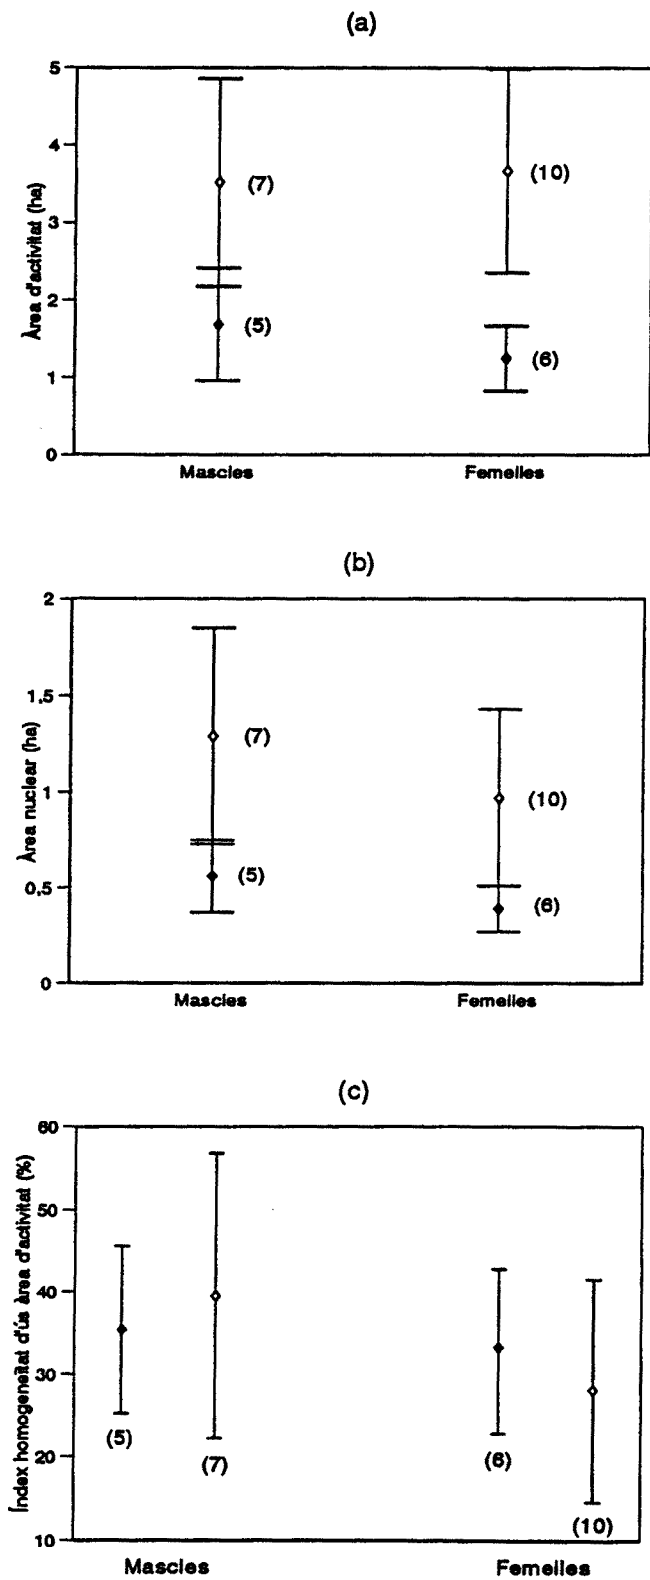 (a)
Àrea d'activitat (ha)
5
4
3
2
1
0
(7)
(10)
(5)
(6)
Mascles
Femelles
(b)
Àrea nuclear (ha)
2
1,5
1
0,5
0
(7)
(10)
(5)
(6)
Mascles
Femelles
(c)
Índex homogeneïtat d'ús àrea d'activitat (%)
60
50
40
30
20
10
(5)
(7)
(6)
(10)
Mascles
Femelles